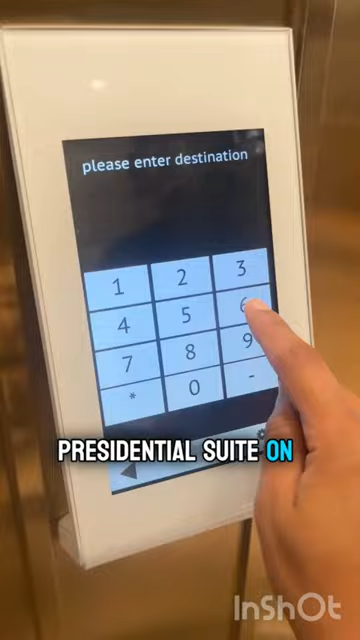 please enter destination
1 2 3
4 5 6
7 8 9
* 0 -
PRESIDENTIAL SUITE ON
InShOt